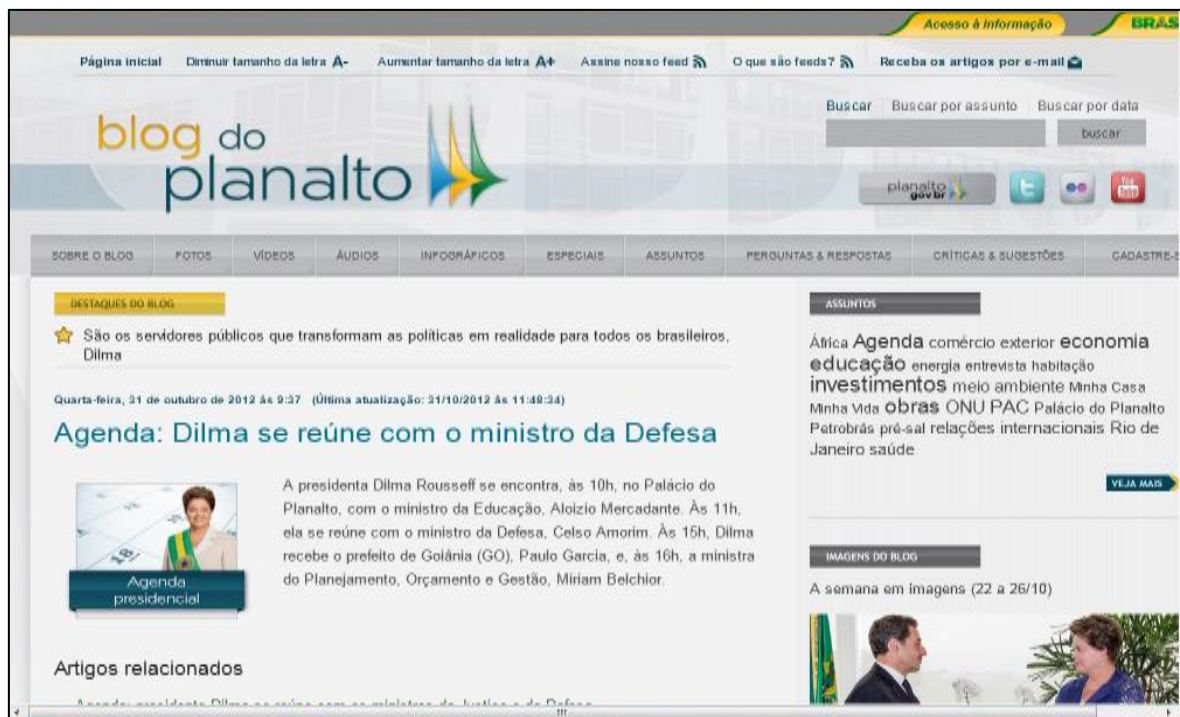 Acesso à Informação BRAS
Página inicial Diminuir tamanho da letra A- Aumentar tamanho da letra A+ Assine nosso feed O que são feeds? Receba os artigos por e-mail
Buscar Buscar por assunto Buscar por data
buscar
blog do
planalto
planalto
gov br
You
Tube
SOBRE O BLOG FOTOS VÍDEOS ÁUDIOS INFOGRÁFICOS ESPECIAIS ASSUNTOS PERGUNTAS & RESPOSTAS CRÍTICAS & SUGESTÕES CADASTRE-S
DESTAQUES DO BLOG
São os servidores públicos que transformam as políticas em realidade para todos os brasileiros,
Dilma
Quarta-feira, 31 de outubro de 2012 às 9:37 (Última atualização: 31/10/2012 às 11:48:34)
Agenda: Dilma se reúne com o ministro da Defesa
A presidenta Dilma Rousseff se encontra, às 10h, no Palácio do
Planalto, com o ministro da Educação, Aloizio Mercadante. Às 11h,
ela se reúne com o ministro da Defesa, Celso Amorim. Às 15h, Dilma
recebe o prefeito de Goiânia (GO), Paulo Garcia, e, às 16h, a ministra
do Planejamento, Orçamento e Gestão, Miriam Belchior.
Agenda
presidencial
Artigos relacionados
ASSUNTOS
África Agenda comércio exterior economia
educação energia entrevista habitação
investimentos meio ambiente Minha Casa
Minha Vida obras ONU PAC Palácio do Planalto
Petrobrás pré-sal relações internacionais Rio de
Janeiro saúde
VEJA MAIS
IMAGENS DO BLOG
A semana em imagens (22 a 26/10)